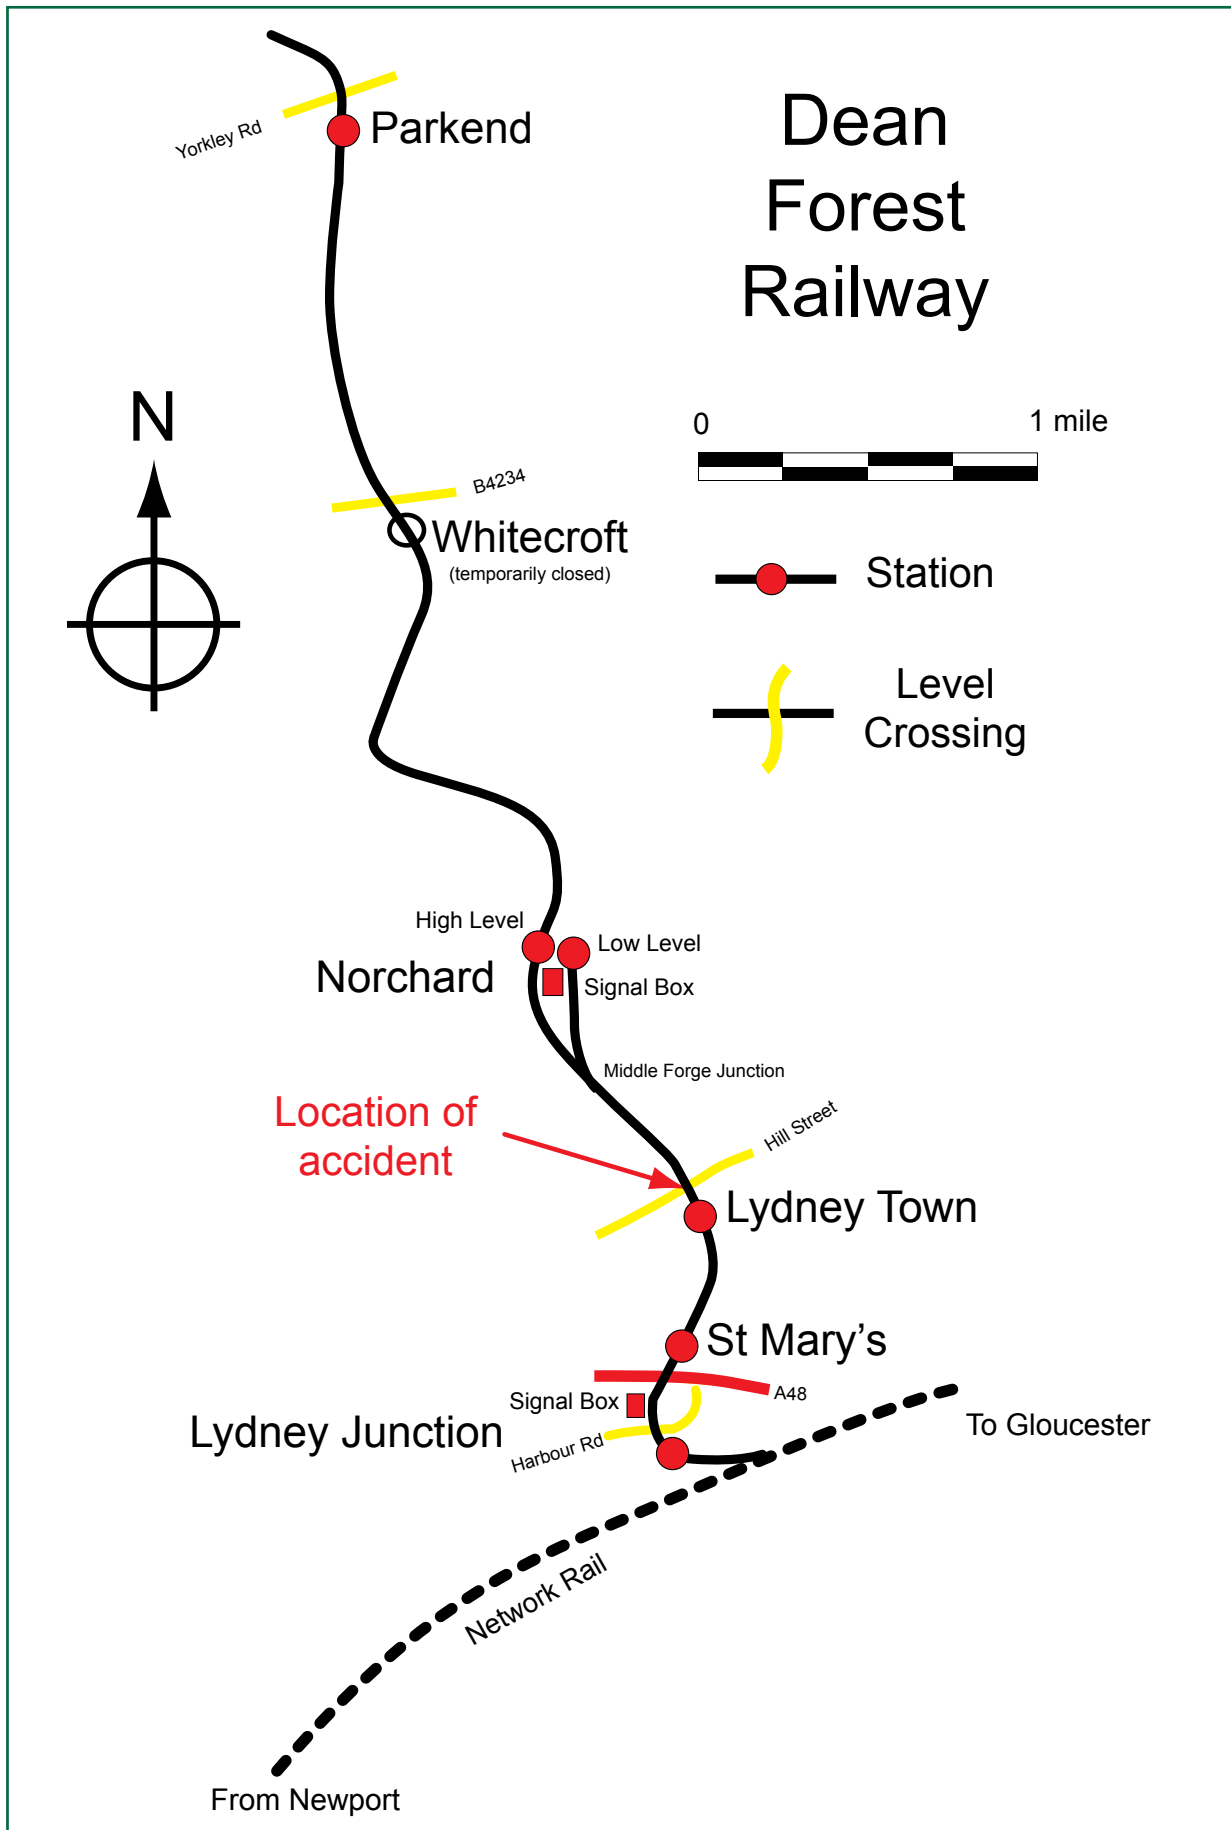 Dean
Forest
Railway
Parkend
Yorkley Rd
N
0
1 mile
B4234
Whitecroft
(temporarily closed)
Station
Level
Crossing
High Level
Low Level
Norchard
Signal Box
Middle Forge Junction
Location of
accident
Hill Street
Lydney Town
St Mary’s
A48
Signal Box
Lydney Junction
Harbour Rd
To Gloucester
Network Rail
From Newport